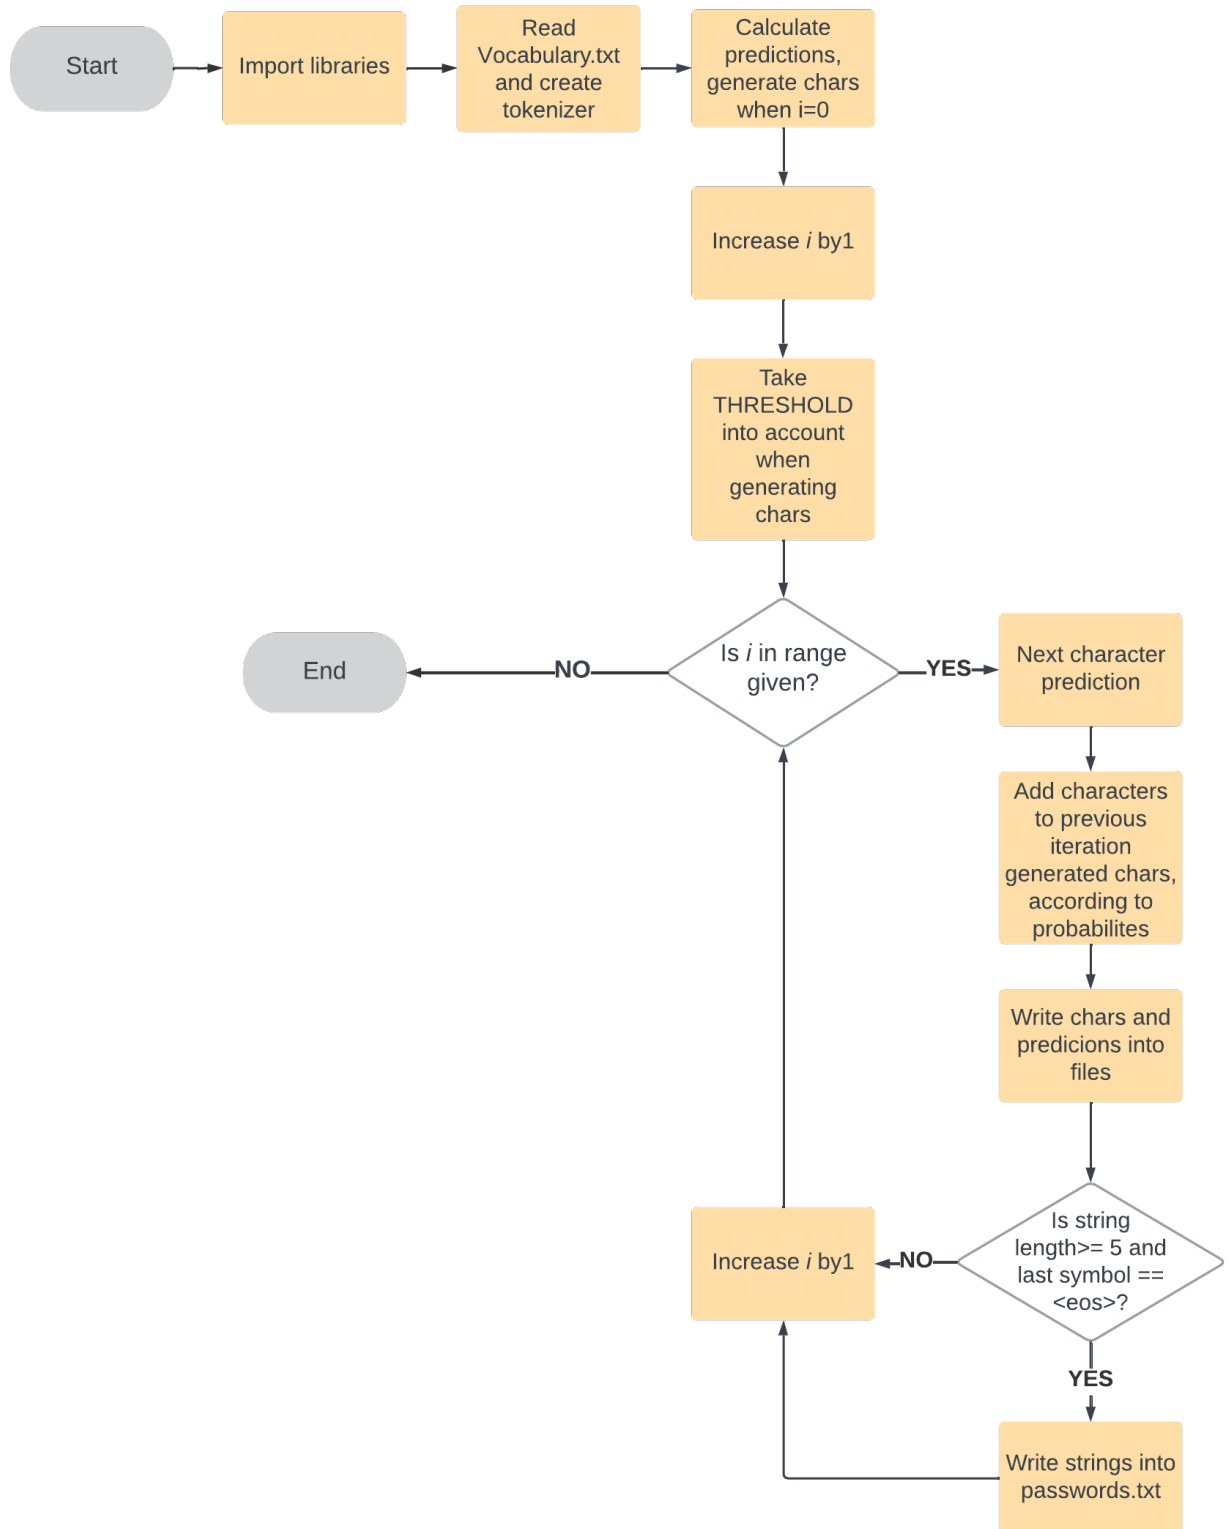 Start
Import libraries
Read
Vocabulary.txt
and create
tokenizer
Calculate
predictions,
generate chars
when i=0
Increase i by1
Take
THRESHOLD
into account
when
generating
chars
Is i in range
given?
NO
End
YES
Next character
prediction
Add characters
to previous
iteration
generated chars,
according to
probabilites
Write chars and
predicions into
files
Is string
length>= 5 and
last symbol ==
<eos>?
NO
Increase i by1
YES
Write strings into
passwords.txt